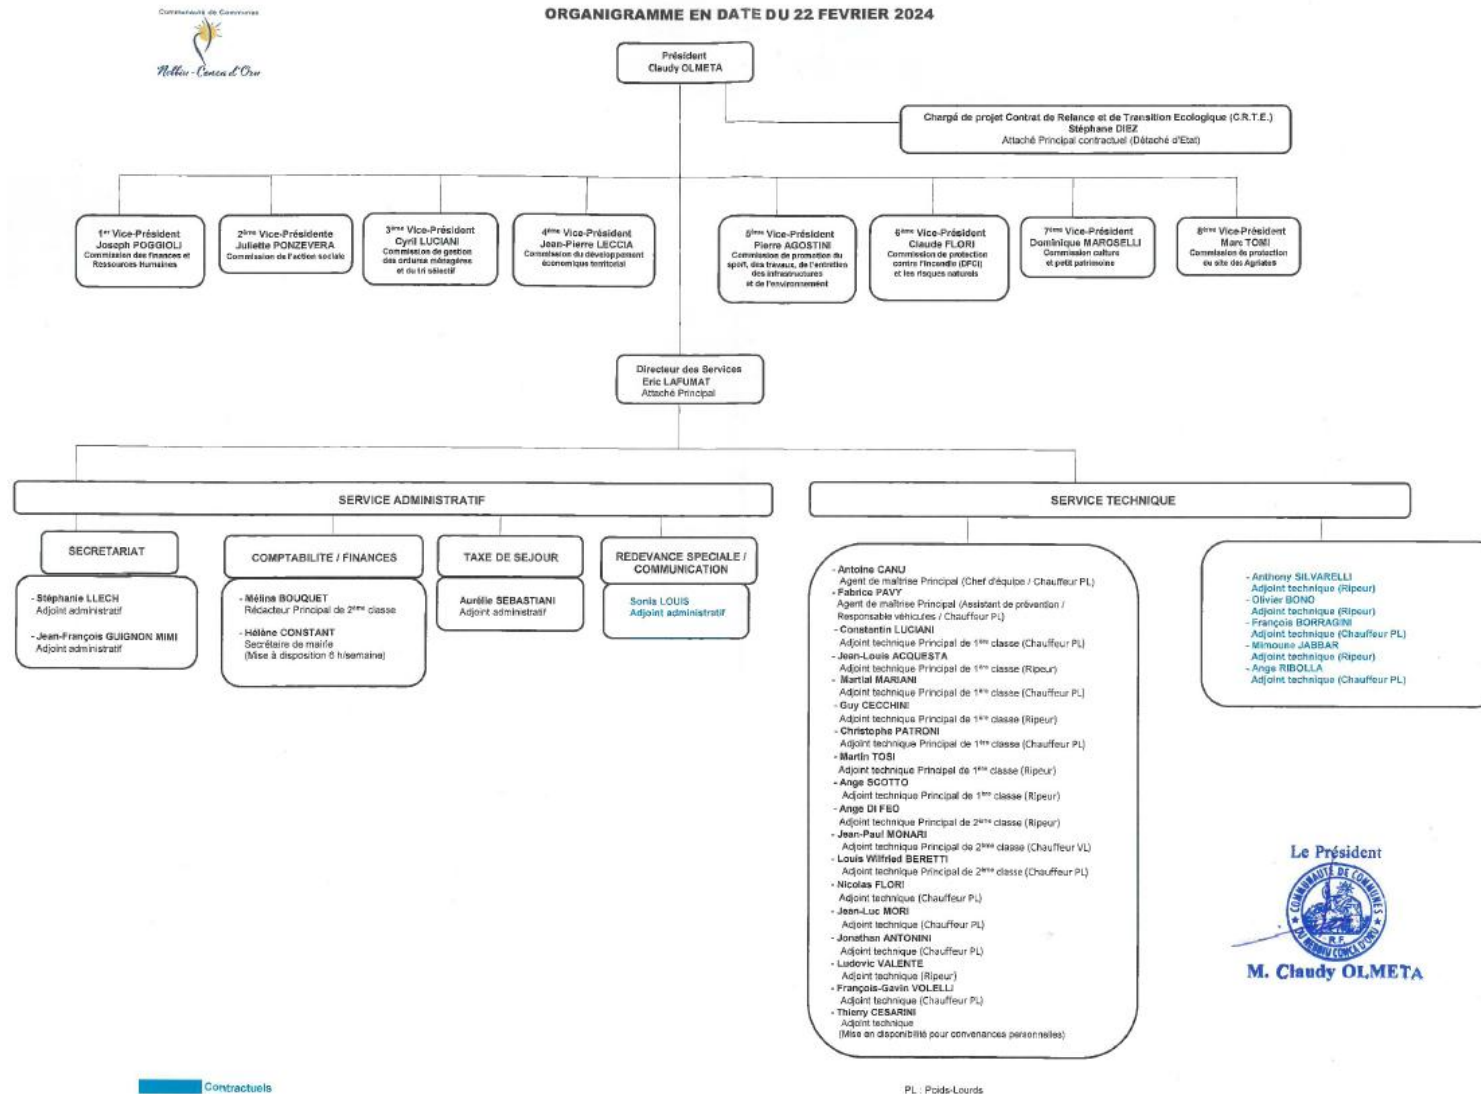 Communauté de Communes
Nebbiu - Conca d'Oru
ORGANIGRAMME EN DATE DU 22 FEVRIER 2024
Président
Claudy OLMETA
Chargé de projet Contrat de Relance et de Transition Ecologique (C.R.T.E.)
Stéphane DIEZ
Attaché Principal contractuel (Détaché d'Etat)
1er Vice-Président
Joseph POGGIOLI
Commission des finances et
Ressources Humaines
2ème Vice-Présidente
Juliette PONZEVERA
Commission de l'action sociale
3ème Vice-Président
Cyril LUCIANI
Commission de gestion
des ordures ménagères
et du tri sélectif
4ème Vice-Président
Jean-Pierre LECCIA
Commission du développement
économique territorial
5ème Vice-Président
Pierre AGOSTINI
Commission de promotion du
sport, des travaux, de l'entretien
des infrastructures
et de l'environnement
6ème Vice-Président
Claude FLORI
Commission de protection
contre l'incendie (DFCI)
et les risques naturels
7ème Vice-Président
Dominique MAROSELLI
Commission culture
et petit patrimoine
8ème Vice-Président
Marc TOMI
Commission de protection
du site des Agriates
Directeur des Services
Eric LAFUMAT
Attaché Principal
SERVICE ADMINISTRATIF
SECRETARIAT
- Stéphanie LLECH
Adjoint administratif
- Jean-François GUIGNON MIMI
Adjoint administratif
COMPTABILITE / FINANCES
- Mélina BOUQUET
Rédacteur Principal de 2ème classe
- Hélène CONSTANT
Secrétaire de mairie
(Mise à disposition 6 h/semaine)
TAXE DE SEJOUR
Aurélie SEBASTIANI
Adjoint administratif
REDEVANCE SPECIALE /
COMMUNICATION
Sonia LOUIS
Adjoint administratif
SERVICE TECHNIQUE
- Antoine CANU
Agent de maîtrise Principal (Chef d'équipe / Chauffeur PL)
- Fabrice PAVY
Agent de maîtrise Principal (Assistant de prévention /
Responsable véhicules / Chauffeur PL)
- Constantin LUCIANI
Adjoint technique Principal de 1ère classe (Chauffeur PL)
- Jean-Louis ACQUESTA
Adjoint technique Principal de 1ère classe (Ripeur)
- Martial MARIANI
Adjoint technique Principal de 1ère classe (Chauffeur PL)
- Guy CECCHINI
Adjoint technique Principal de 1ère classe (Ripeur)
- Christophe PATRONI
Adjoint technique Principal de 1ère classe (Chauffeur PL)
- Martin TOSI
Adjoint technique Principal de 1ère classe (Ripeur)
- Ange SCOTTO
Adjoint technique Principal de 1ère classe (Ripeur)
- Ange DI FEO
Adjoint technique Principal de 2ème classe (Ripeur)
- Jean-Paul MONARI
Adjoint technique Principal de 2ème classe (Chauffeur VL)
- Louis Wilfried BERETTI
Adjoint technique Principal de 2ème classe (Chauffeur PL)
- Nicolas FLORI
Adjoint technique (Chauffeur PL)
- Jean-Luc MORI
Adjoint technique (Chauffeur PL)
- Jonathan ANTONINI
Adjoint technique (Chauffeur PL)
- Ludovic VALENTE
Adjoint technique (Ripeur)
- François-Gavin VOLELLI
Adjoint technique (Chauffeur PL)
- Thierry CESARINI
Adjoint technique
(Mise en disponibilité pour convenances personnelles)
- Anthony SILVARELLI
Adjoint technique (Ripeur)
- Olivier BONO
Adjoint technique (Ripeur)
- François BORRAGINI
Adjoint technique (Chauffeur PL)
- Mimoune JABBAR
Adjoint technique (Ripeur)
- Ange RIBOLLA
Adjoint technique (Chauffeur PL)
Le Président
COMMUNAUTÉ DE COMMUNES
DU NEBBIU CONCA D'ORU
R.F.
M. Claudy OLMETA
Contractuels
PL : Poids-Lourds